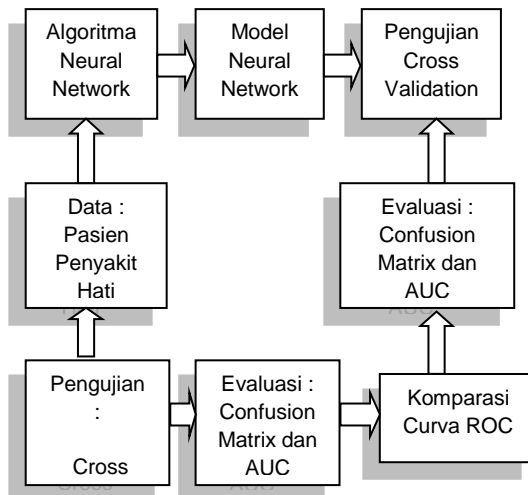 Algoritma
Neural
Network
Model
Neural
Network
Pengujian
Cross
Validation
Data :
Pasien
Penyakit
Hati
Evaluasi :
Confusion
Matrix dan
AUC
Pengujian
:
Cross
Evaluasi :
Confusion
Matrix dan
AUC
Komparasi
Curva ROC